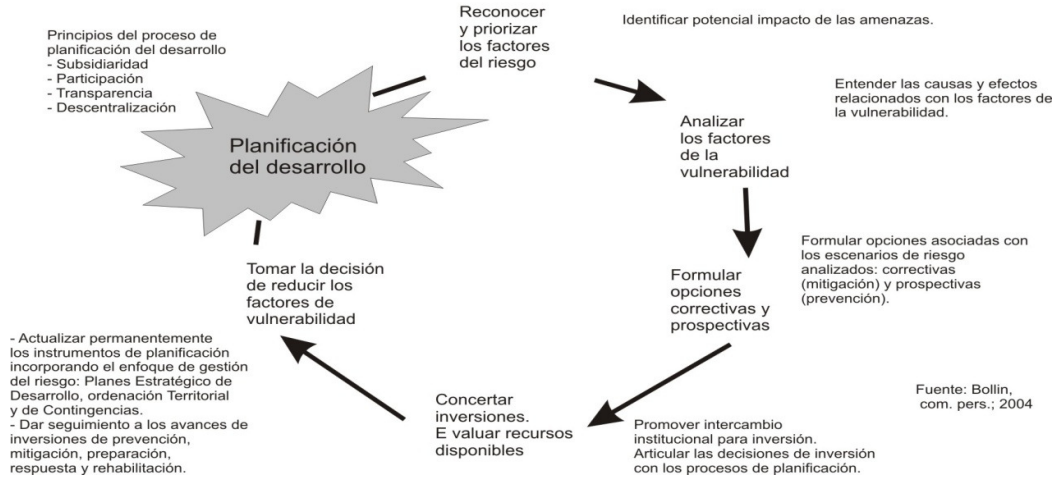 Principios del proceso de
planificación del desarrollo
- Subsidiaridad
- Participación
- Transparencia
- Descentralización
Planificación
del desarrollo
Reconocer
y priorizar
los factores
del riesgo
Identificar potencial impacto de las amenazas.
Analizar
los factores
de la
vulnerabilidad
Entender las causas y efectos
relacionados con los factores de
la vulnerabilidad.
Formular
opciones
correctivas y
prospectivas
Formular opciones asociadas con
los escenarios de riesgo
analizados: correctivas
(mitigación) y prospectivas
(prevención).
Concertar
inversiones.
E valuar recursos
disponibles
Promover intercambio
institucional para inversión.
Articular las decisiones de inversión
con los procesos de planificación.
Tomar la decisión
de reducir los
factores de
vulnerabilidad
- Actualizar permanentemente
los instrumentos de planificación
incorporando el enfoque de gestión
del riesgo: Planes Estratégico de
Desarrollo, ordenación Territorial
y de Contingencias.
- Dar seguimiento a los avances de
inversiones de prevención,
mitigación, preparación,
respuesta y rehabilitación.
Fuente: Bollin,
com. pers.; 2004